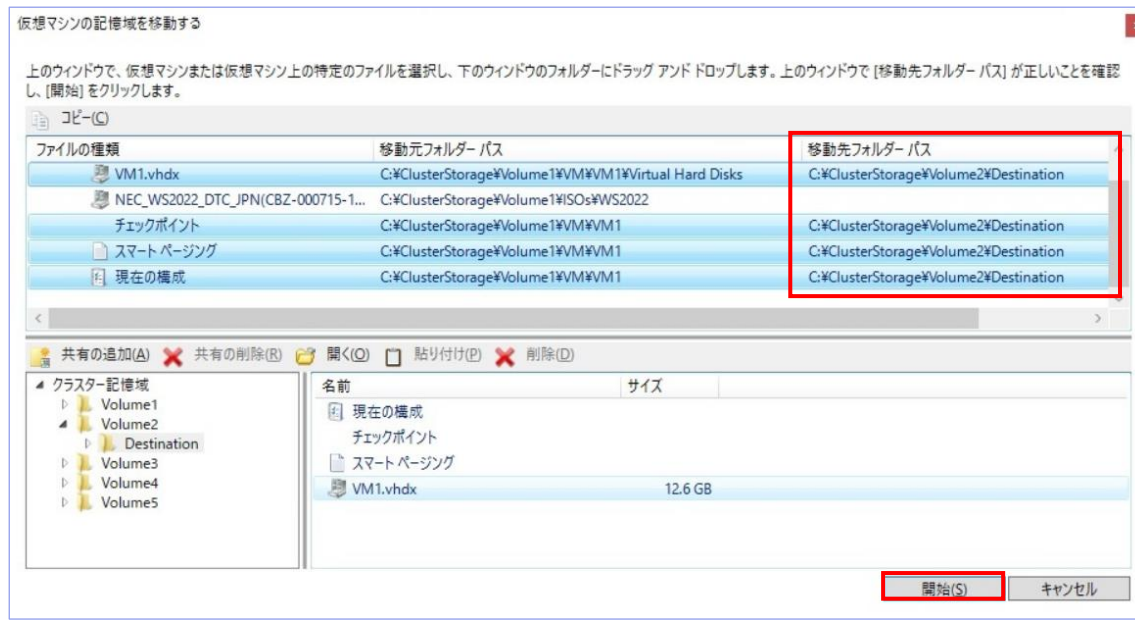 仮想マシンの記憶域を移動する
上のウィンドウで、仮想マシンまたは仮想マシン上の特定のファイルを選択し、下のウィンドウのフォルダーにドラッグ アンド ドロップします。上のウィンドウで [移動先フォルダー パス] が正しいことを確認
し、[開始] をクリックします。
コピー(C)
ファイルの種類 移動元フォルダー パス 移動先フォルダー パス
VM1.vhdx C:¥ClusterStorage¥Volume1¥VM¥VM1¥Virtual Hard Disks C:¥ClusterStorage¥Volume2¥Destination
NEC_WS2022_DTC_JPN(CBZ-000715-1... C:¥ClusterStorage¥Volume1¥ISOs¥WS2022
チェックポイント C:¥ClusterStorage¥Volume1¥VM¥VM1 C:¥ClusterStorage¥Volume2¥Destination
スマート ページング C:¥ClusterStorage¥Volume1¥VM¥VM1 C:¥ClusterStorage¥Volume2¥Destination
現在の構成 C:¥ClusterStorage¥Volume1¥VM¥VM1 C:¥ClusterStorage¥Volume2¥Destination
共有の追加(A) 共有の削除(R) 開く(O) 貼り付け(P) 削除(D)
クラスター記憶域
Volume1
Volume2
Destination
Volume3
Volume4
Volume5
名前 サイズ
現在の構成
チェックポイント
スマート ページング
VM1.vhdx 12.6 GB
開始(S) キャンセル